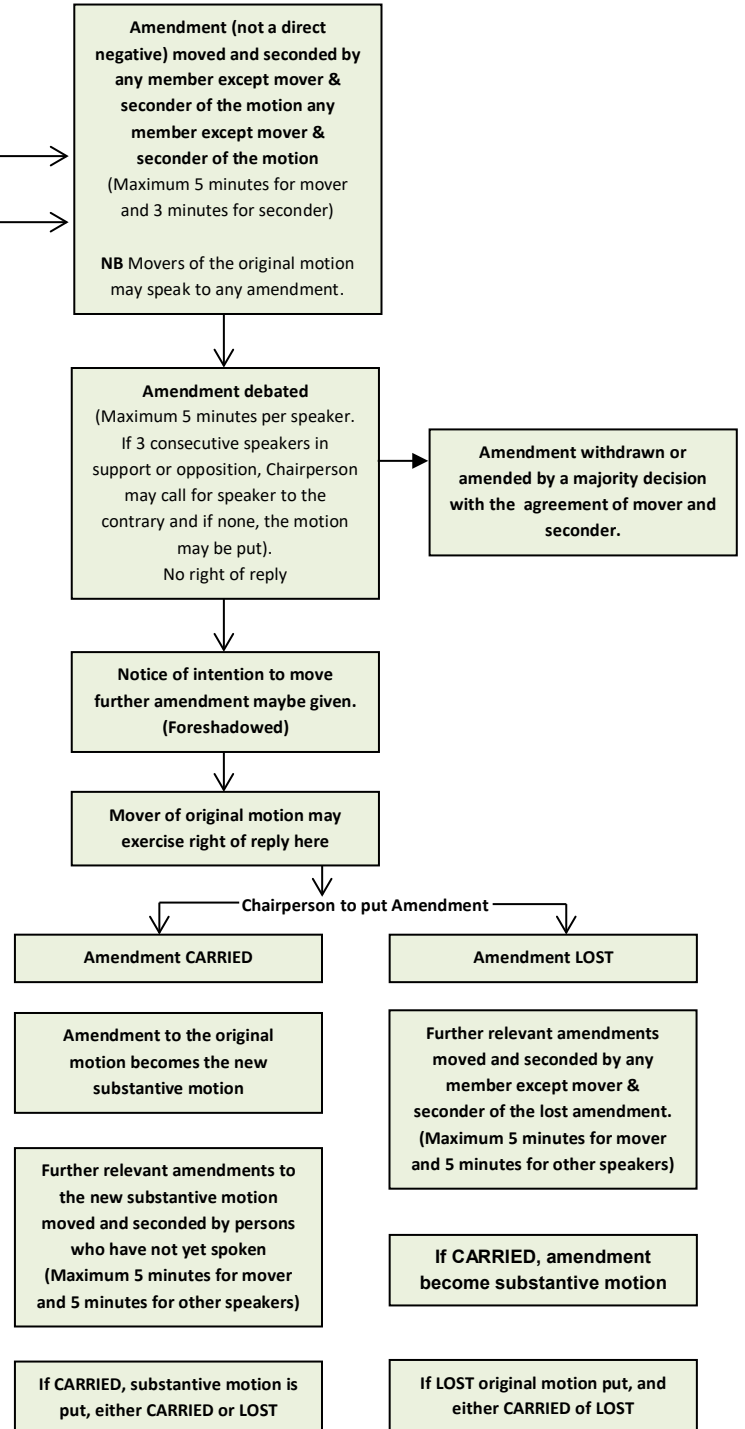 Amendment (not a direct
negative) moved and seconded by
any member except mover &
seconder of the motion any
member except mover &
seconder of the motion
(Maximum 5 minutes for mover
and 3 minutes for seconder)
NB Movers of the original motion
may speak to any amendment.
Amendment debated
(Maximum 5 minutes per speaker.
If 3 consecutive speakers in
support or opposition, Chairperson
may call for speaker to the
contrary and if none, the motion
may be put).
No right of reply
Amendment withdrawn or
amended by a majority decision
with the agreement of mover and
seconder.
Notice of intention to move
further amendment maybe given.
(Foreshadowed)
Mover of original motion may
exercise right of reply here
Chairperson to put Amendment
Amendment CARRIED
Amendment to the original
motion becomes the new
substantive motion
Further relevant amendments to
the new substantive motion
moved and seconded by persons
who have not yet spoken
(Maximum 5 minutes for mover
and 5 minutes for other speakers)
If CARRIED, substantive motion is
put, either CARRIED or LOST
Amendment LOST
Further relevant amendments
moved and seconded by any
member except mover &
seconder of the lost amendment.
(Maximum 5 minutes for mover
and 5 minutes for other speakers)
If CARRIED, amendment
become substantive motion
If LOST original motion put, and
either CARRIED of LOST